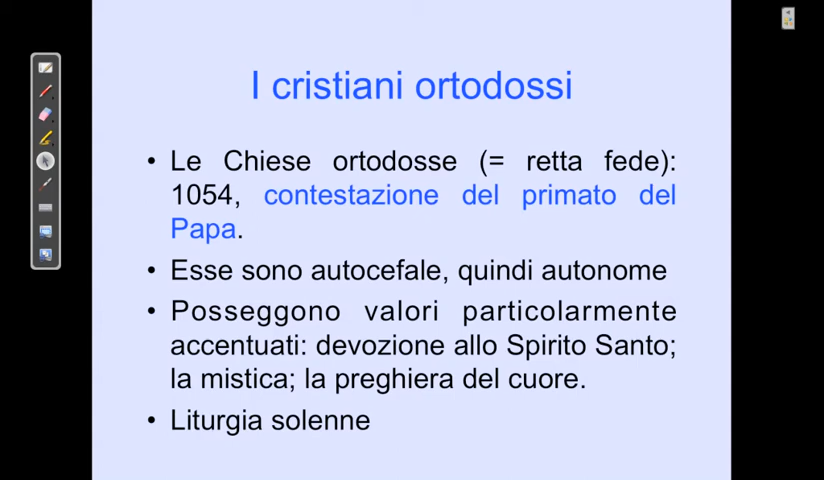 I cristiani ortodossi
• Le Chiese ortodosse (= retta fede):
1054, contestazione del primato del
Papa.
• Esse sono autocefale, quindi autonome
• Posseggono valori particolarmente
accentuati: devozione allo Spirito Santo;
la mistica; la preghiera del cuore.
• Liturgia solenne